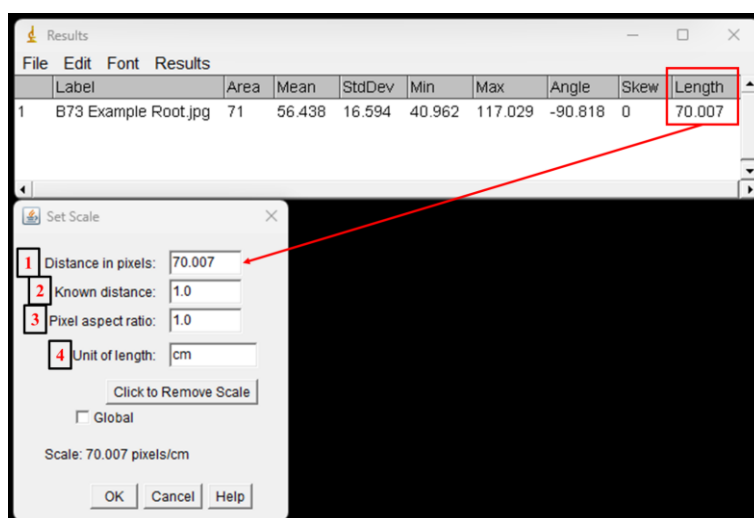 Results
File Edit Font Results
Label Area Mean StdDev Min Max Angle Skew Length
1 B73 Example Root.jpg 71 56.438 16.594 40.962 117.029 -90.818 0 70.007
Set Scale
1 Distance in pixels: 70.007
2 Known distance: 1.0
3 Pixel aspect ratio: 1.0
4 Unit of length: cm
Click to Remove Scale
Global
Scale: 70.007 pixels/cm
OK Cancel Help